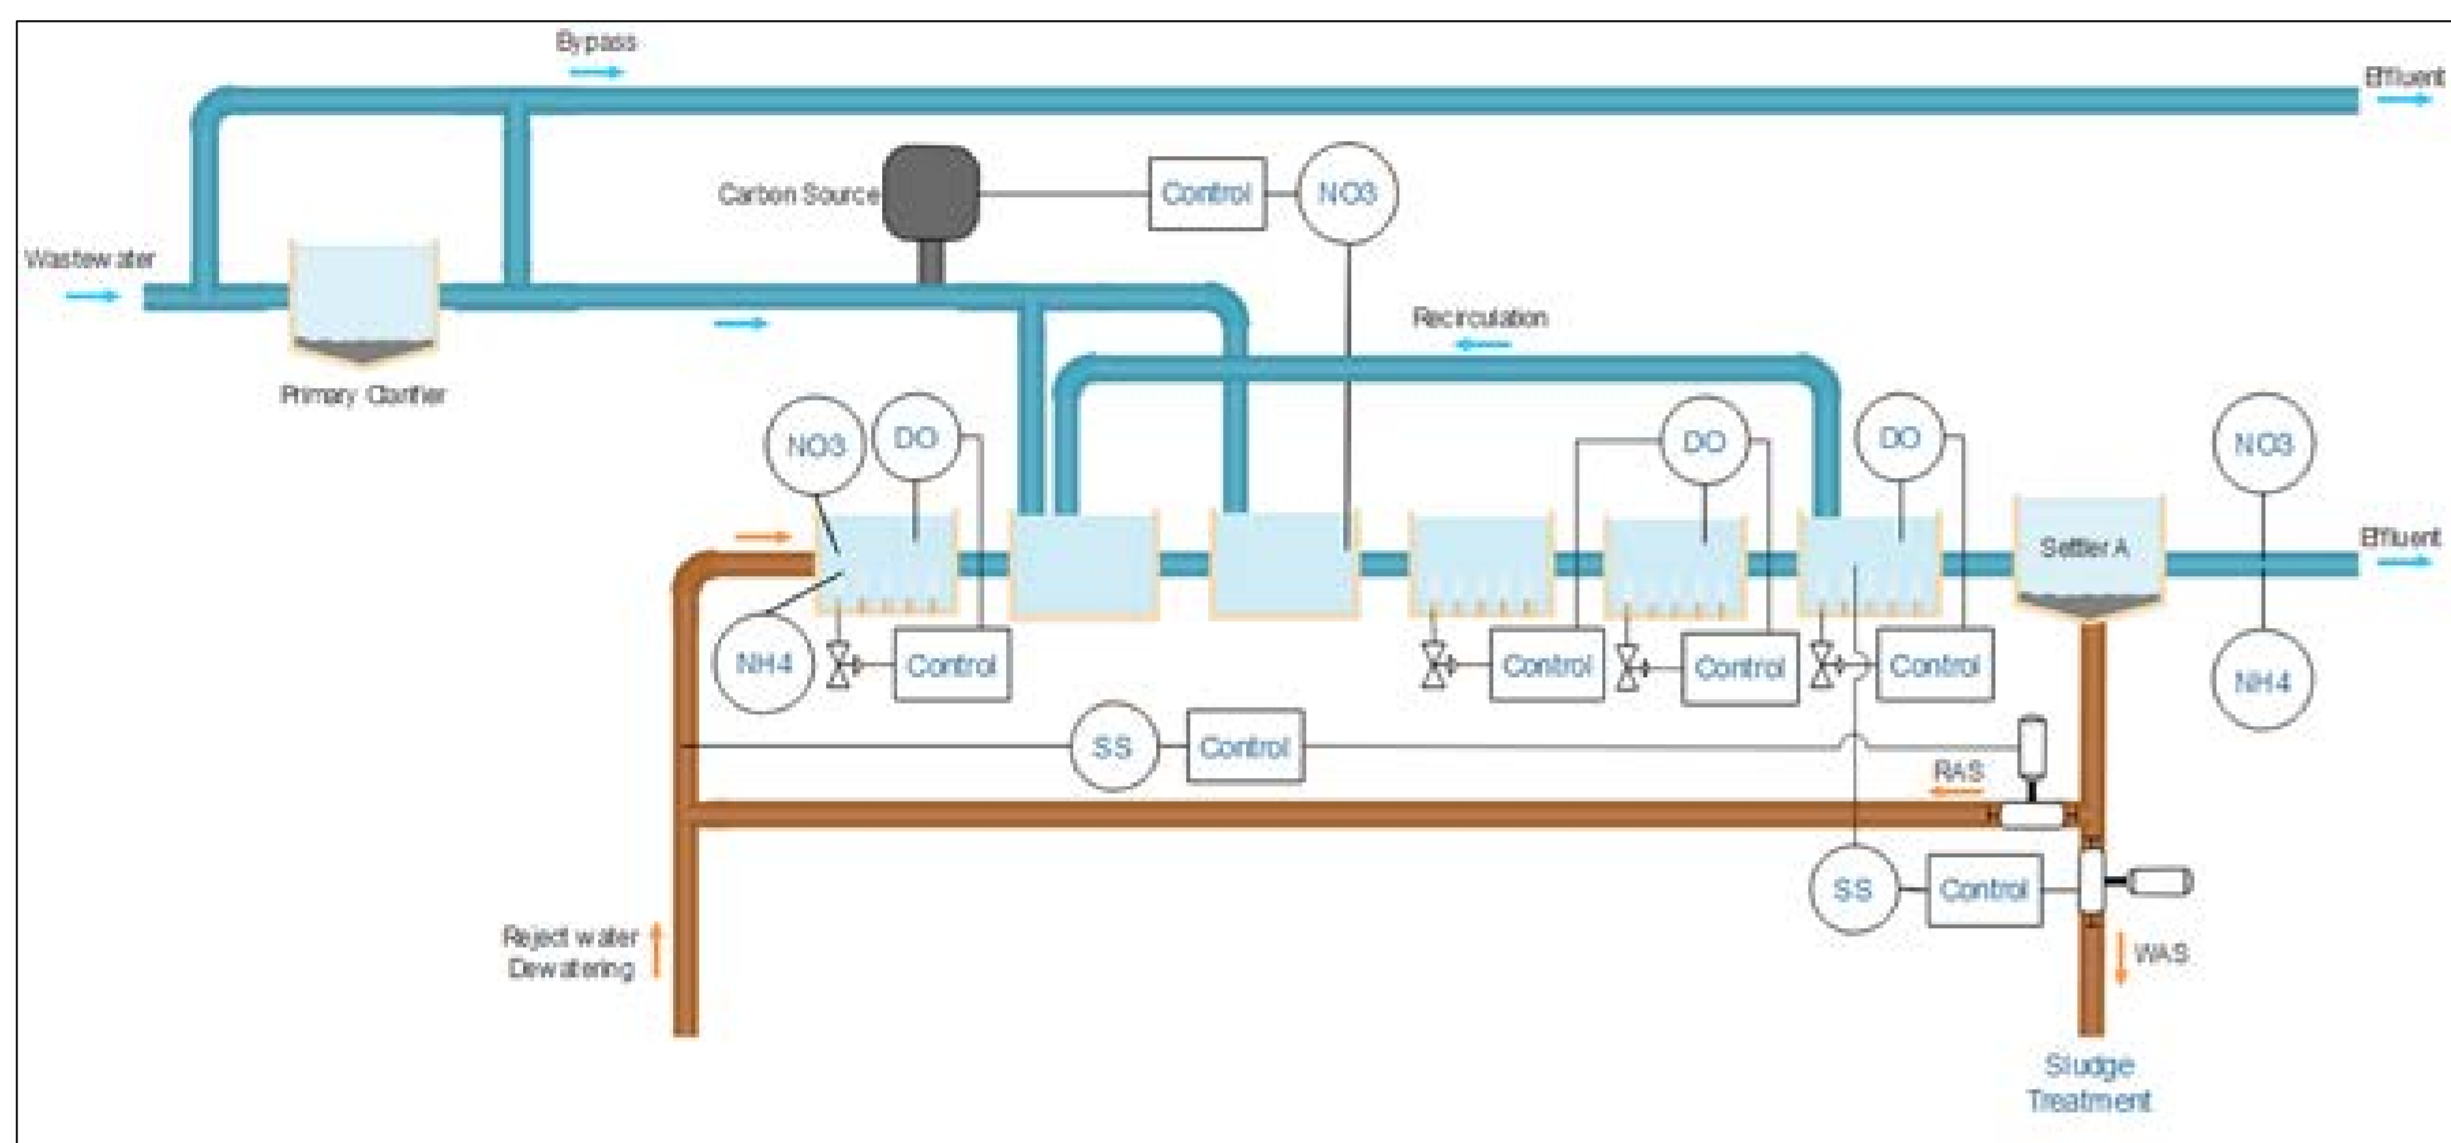 Bypass
Effluent
Carbon Source
Control
NO3
Wastewater
Recirculation
Primary Clarifier
NO3
DO
DO
DO
NO3
Settler A
Effluent
NH4
Control
Control
Control
Control
NH4
SS
Control
RAS
SS
Control
Reject water
Dewatering
WAS
Sludge
Treatment